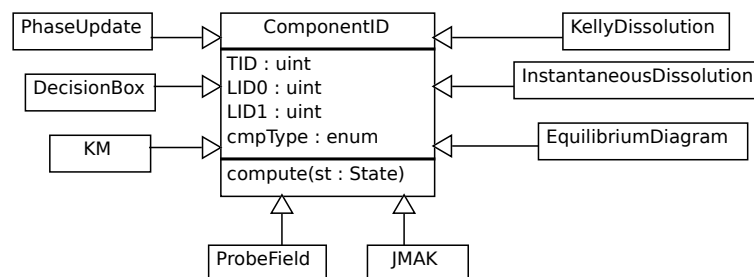 PhaseUpdate
ComponentID
KellyDissolution
TID : uint
LID0 : uint
LID1 : uint
cmpType : enum
DecisionBox
InstantaneousDissolution
KM
EquilibriumDiagram
compute(st : State)
ProbeField
JMAK